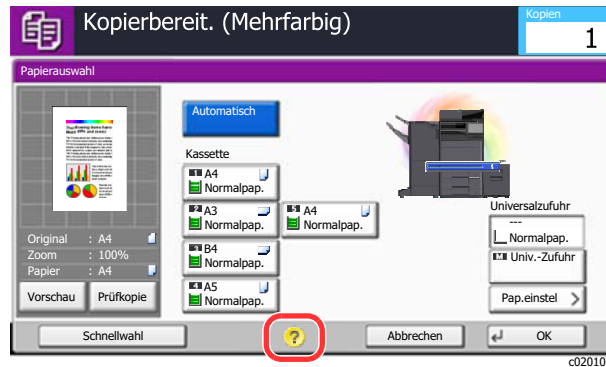 Kopierbereit. (Mehrfarbig)
Kopien
1
Papierauswahl
Automatisch
Kassette
1 A4
Normalpap.
2 A3
Normalpap.
5 A4
Normalpap.
3 B4
Normalpap.
4 A5
Normalpap.
Universalzufuhr
---
Normalpap.
M Univ.-Zufuhr
Pap.einstel
Original : A4
Zoom : 100%
Papier : A4
Vorschau
Prüfkopie
Schnellwahl
?
Abbrechen
OK
c02010